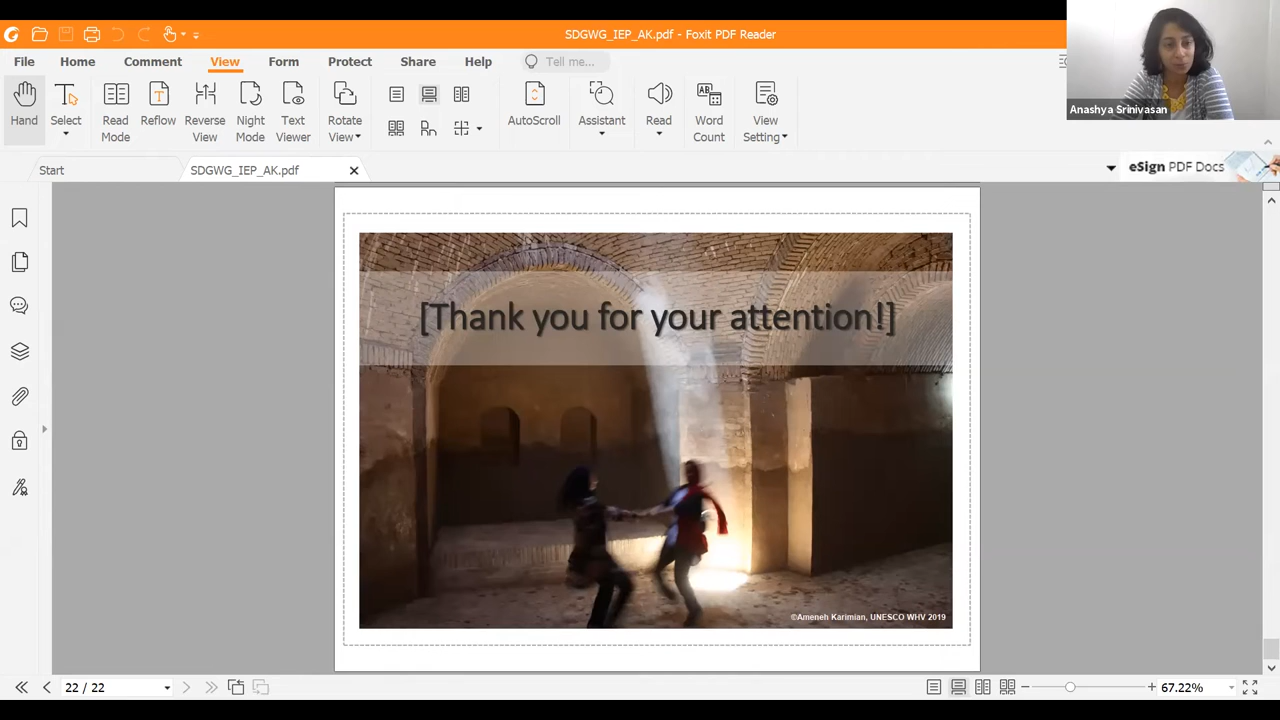 SDGWG_IEP_AK.pdf - Foxit PDF Reader
File Home Comment View Form Protect Share Help Tell me...
Hand Select Read Mode Reflow Reverse View Night Mode Text Viewer Rotate View AutoScroll Assistant Read Word Count View Setting
Anashya Srinivasan
Start SDGWG_IEP_AK.pdf eSign PDF Docs
[Thank you for your attention!]
©Ameneh Karimian, UNESCO WHV 2019
22 / 22 67.22%